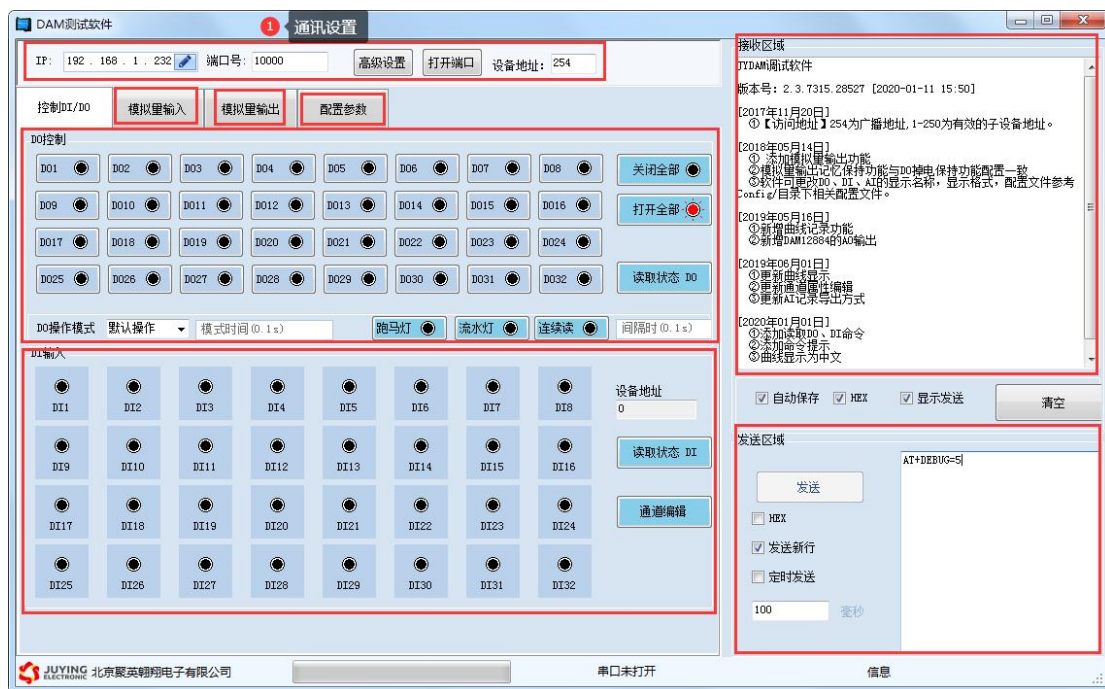 DAM测试软件
1 通讯设置
IP: 192 . 168 . 1 . 232 端口号: 10000 高级设置 打开端口 设备地址: 254
控制DI/DO 模拟量输入 模拟量输出 配置参数
DO控制
DO1 DO2 DO3 DO4 DO5 DO6 DO7 DO8 关闭全部
DO9 DO10 DO11 DO12 DO13 DO14 DO15 DO16 打开全部
DO17 DO18 DO19 DO20 DO21 DO22 DO23 DO24
DO25 DO26 DO27 DO28 DO29 DO30 DO31 DO32 读取状态 DO
DO操作模式 默认操作 模式时间(0.1s) 跑马灯 流水灯 连续读 间隔时(0.1s)
DI输入
DI1 DI2 DI3 DI4 DI5 DI6 DI7 DI8
设备地址
0
DI9 DI10 DI11 DI12 DI13 DI14 DI15 DI16 读取状态 DI
DI17 DI18 DI19 DI20 DI21 DI22 DI23 DI24 通道编辑
DI25 DI26 DI27 DI28 DI29 DI30 DI31 DI32
接收区域
JYDAM调试软件
版本号: 2.3.7315.28527 [2020-01-11 15:50]
[2017年11月20日]
①【访问地址】254为广播地址,1-250为有效的子设备地址。
[2018年05月14日]
① 添加模拟量输出功能
②模拟量输出记忆保持功能与DO掉电保持功能配置一致
③软件可更改DO、DI、AI的显示名称，显示格式，配置文件参考
Config/目录下相关配置文件。
[2019年05月16日]
①新增曲线记录功能
②新增DAM12884的AO输出
[2019年06月01日]
①更新曲线显示
②更新通道属性编辑
③更新AI记录导出方式
[2020年01月01日]
①添加读取DO、DI命令
②添加命令提示
③曲线显示为中文
自动保存 HEX 显示发送 清空
发送区域
AT+DEBUG=5
发送
HEX
发送新行
定时发送
100 毫秒
JUYING ELECTRONIC 北京聚英翱翔电子有限公司 串口未打开 信息